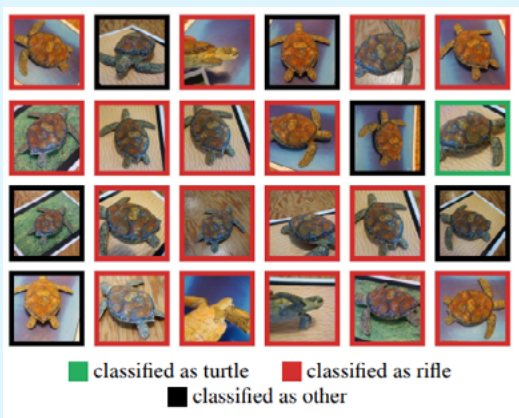 classified as turtle classified as rifle
classified as other